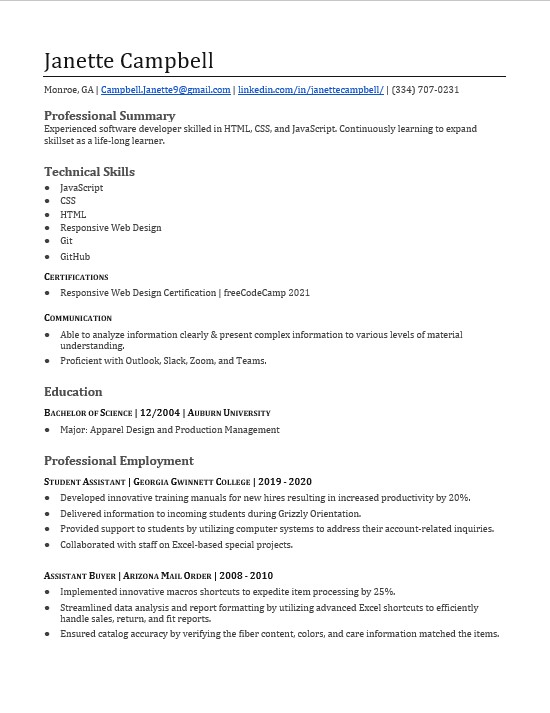 Janette Campbell
Monroe, GA | Campbell.Janette9@gmail.com | linkedin.com/in/janettecampbell/ | (334) 707-0231
Professional Summary
Experienced software developer skilled in HTML, CSS, and JavaScript. Continuously learning to expand
skillset as a life-long learner.
Technical Skills
● JavaScript
● CSS
● HTML
● Responsive Web Design
● Git
● GitHub
Certifications
● Responsive Web Design Certification | freeCodeCamp 2021
Communication
● Able to analyze information clearly & present complex information to various levels of material
understanding.
● Proficient with Outlook, Slack, Zoom, and Teams.
Education
Bachelor of Science | 12/2004 | Auburn University
● Major: Apparel Design and Production Management
Professional Employment
Student Assistant | Georgia Gwinnett College | 2019 - 2020
● Developed innovative training manuals for new hires resulting in increased productivity by 20%.
● Delivered information to incoming students during Grizzly Orientation.
● Provided support to students by utilizing computer systems to address their account-related inquiries.
● Collaborated with staff on Excel-based special projects.
Assistant Buyer | Arizona Mail Order | 2008 - 2010
● Implemented innovative macros shortcuts to expedite item processing by 25%.
● Streamlined data analysis and report formatting by utilizing advanced Excel shortcuts to efficiently
handle sales, return, and fit reports.
● Ensured catalog accuracy by verifying the fiber content, colors, and care information matched the items.